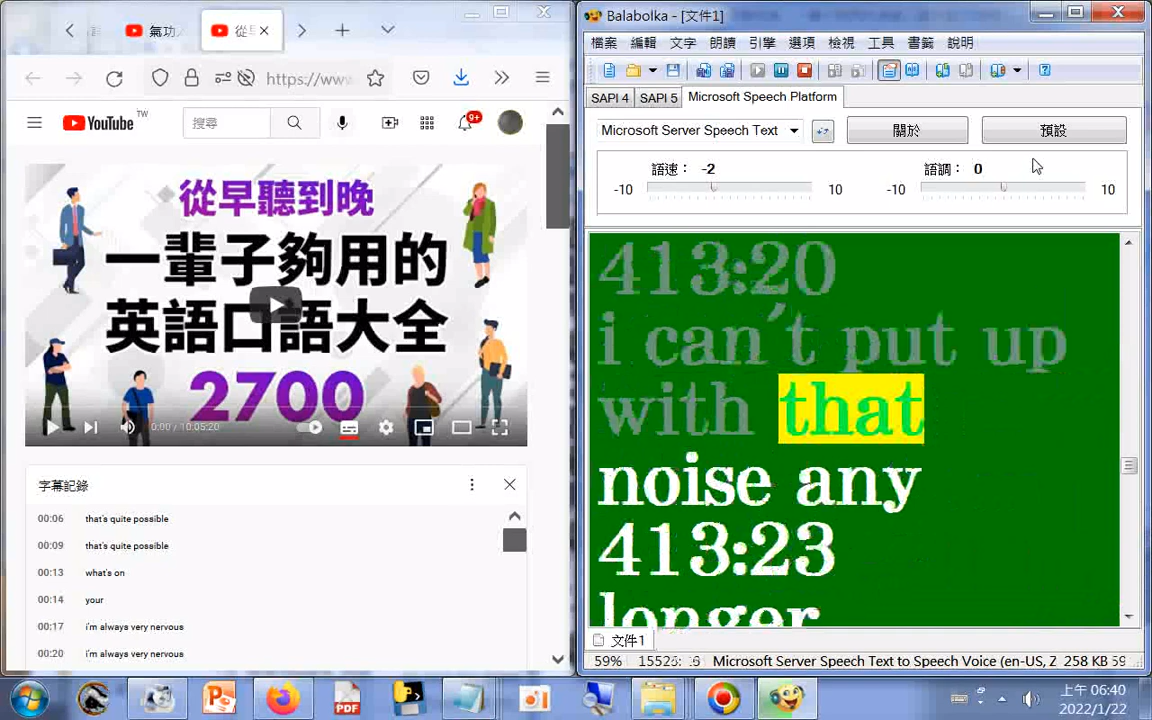 氣功
從
https://www
YouTube TW
搜尋
9+
從早聽到晚
一輩子夠用的
英語口語大全
2700
0:00 / 10:05:20
字幕記錄
00:06 that's quite possible
00:09 that's quite possible
00:13 what's on
00:14 your
00:17 i'm always very nervous
00:20 i'm always very nervous
Balabolka - [文件1]
檔案 編輯 文字 朗讀 引擎 選項 檢視 工具 書籤 說明
SAPI 4 SAPI 5 Microsoft Speech Platform
Microsoft Server Speech Text 關於 預設
語速： -2 語調： 0
-10 10 -10 10
413:20
i can't put up
with that
noise any
413:23
longer
文件1
59% Microsoft Server Speech Text to Speech Voice (en-US, Z 258 KB
PDF
上午 06:40
2022/1/22